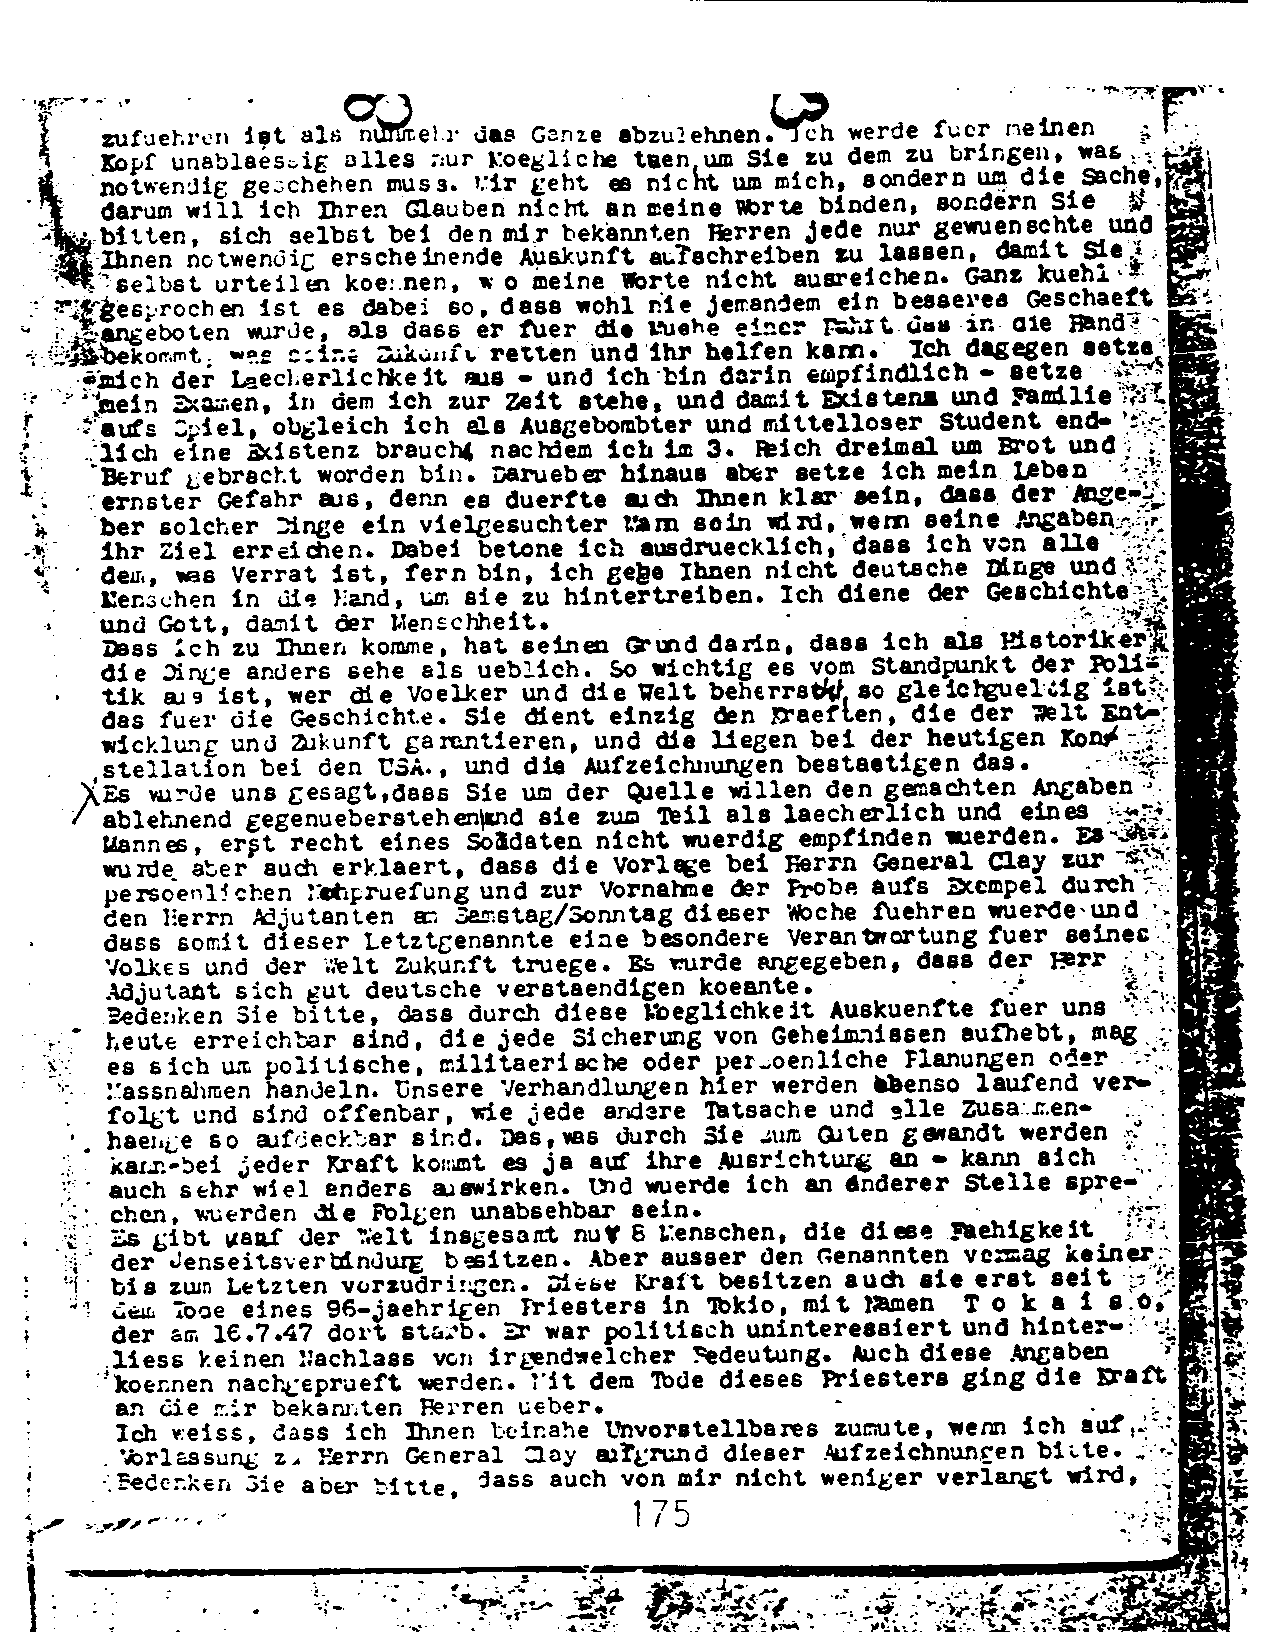 zufuehren ist als nunmehr das Ganze abzulehnen. Ich werde fuer meinen
Kopf unablaessig alles nur Moegliche tuen,um Sie zu dem zu bringen, was
notwendig geschehen muss. Mir geht es nicht um mich, sondern um die Sache,
darum will ich Ihren Glauben nicht an meine Worte binden, sondern Sie
bitten, sich selbst bei den mir bekannten Herren jede nur gewuenschte und
Ihnen notwendig erscheinende Auskunft aufschreiben zu lassen, damit Sie
selbst urteilen koennen, w o meine Worte nicht ausreichen. Ganz kuehl
gesprochen ist es dabei so, dass wohl nie jemandem ein besseres Geschaeft
angeboten wurde, als dass er fuer die Muehe einer Fahrt das in die Hand
bekommt, was seine Zukunft retten und ihr helfen kann. Ich dagegen setze
mich der Laecherlichkeit aus - und ich bin darin empfindlich - setze
mein Examen, in dem ich zur Zeit stehe, und damit Existenz und Familie
aufs Spiel, obgleich ich als Ausgebombter und mittelloser Student end-
lich eine Existenz brauch, nachdem ich im 3. Reich dreimal um Brot und
Beruf gebracht worden bin. Darueber hinaus aber setze ich mein Leben
ernster Gefahr aus, denn es duerfte auch Ihnen klar sein, dass der Ange-
ber solcher Dinge ein vielgesuchter Mann sein wird, wenn seine Angaben
ihr Ziel erreichen. Dabei betone ich ausdruecklich, dass ich von alle
dem, was Verrat ist, fern bin, ich gebe Ihnen nicht deutsche Dinge und
Menschen in die Hand, um sie zu hintertreiben. Ich diene der Geschichte
und Gott, damit der Menschheit.
Dass ich zu Ihnen komme, hat seinen Grund darin, dass ich als Historiker
die Dinge anders sehe als ueblich. So wichtig es vom Standpunkt der Poli-
tik aus ist, wer die Voelker und die Welt beherrscht, so gleichgueltig ist
das fuer die Geschichte. Sie dient einzig den Kraeften, die der Welt Ent-
wicklung und Zukunft garantieren, und die liegen bei der heutigen Kon-
stellation bei den USA., und die Aufzeichnungen bestaetigen das.
Es wurde uns gesagt,dass Sie um der Quelle willen den gemachten Angaben
ablehnend gegenueberstehen und sie zum Teil als laecherlich und eines
Mannes, erst recht eines Soldaten nicht wuerdig empfinden wuerden. Es
wurde aber auch erklaert, dass die Vorlage bei Herrn General Clay zur
persoenlichen Nachpruefung und zur Vornahme der Probe aufs Exempel durch
den Herrn Adjutanten am Samstag/Sonntag dieser Woche fuehren wuerde und
dass somit dieser Letztgenannte eine besondere Verantwortung fuer seines
Volkes und der Welt Zukunft truege. Es wurde angegeben, dass der Herr
Adjutant sich gut deutsche verstaendigen koeante.
Bedenken Sie bitte, dass durch diese Moeglichkeit Auskuenfte fuer uns
heute erreichbar sind, die jede Sicherung von Geheimnissen aufhebt, mag
es sich um politische, militaerische oder persoenliche Planungen oder
Massnahmen handeln. Unsere Verhandlungen hier werden ebenso laufend ver-
folgt und sind offenbar, wie jede andere Tatsache und alle Zusammen-
haenge so aufdeckbar sind. Das,was durch Sie zum Guten gewandt werden
kann-bei jeder Kraft kommt es ja auf ihre Ausrichtung an - kann sich
auch sehr wiel anders auswirken. Und wuerde ich an anderer Stelle spre-
chen, wuerden die Folgen unabsehbar sein.
Es gibt auf der Welt insgesamt nur 8 Menschen, die diese Faehigkeit
der Jenseitsverbindung besitzen. Aber ausser den Genannten vermag keiner
bis zum Letzten vorzudringen. Diese Kraft besitzen auch sie erst seit
dem Tode eines 96-jaehrigen Priesters in Tokio, mit Namen T o k a i s o,
der am 16.7.47 dort starb. Er war politisch uninteressiert und hinter-
liess keinen Nachlass von irgendwelcher Bedeutung. Auch diese Angaben
koennen nachgeprueft werden. Mit dem Tode dieses Priesters ging die Kraft
an die mir bekannten Herren ueber.
Ich weiss, dass ich Ihnen beinahe Unvorstellbares zumute, wenn ich auf
Vorlassung z. Herrn General Clay aufgrund dieser Aufzeichnungen bitte.
Bedenken Sie aber bitte, dass auch von mir nicht weniger verlangt wird,
175